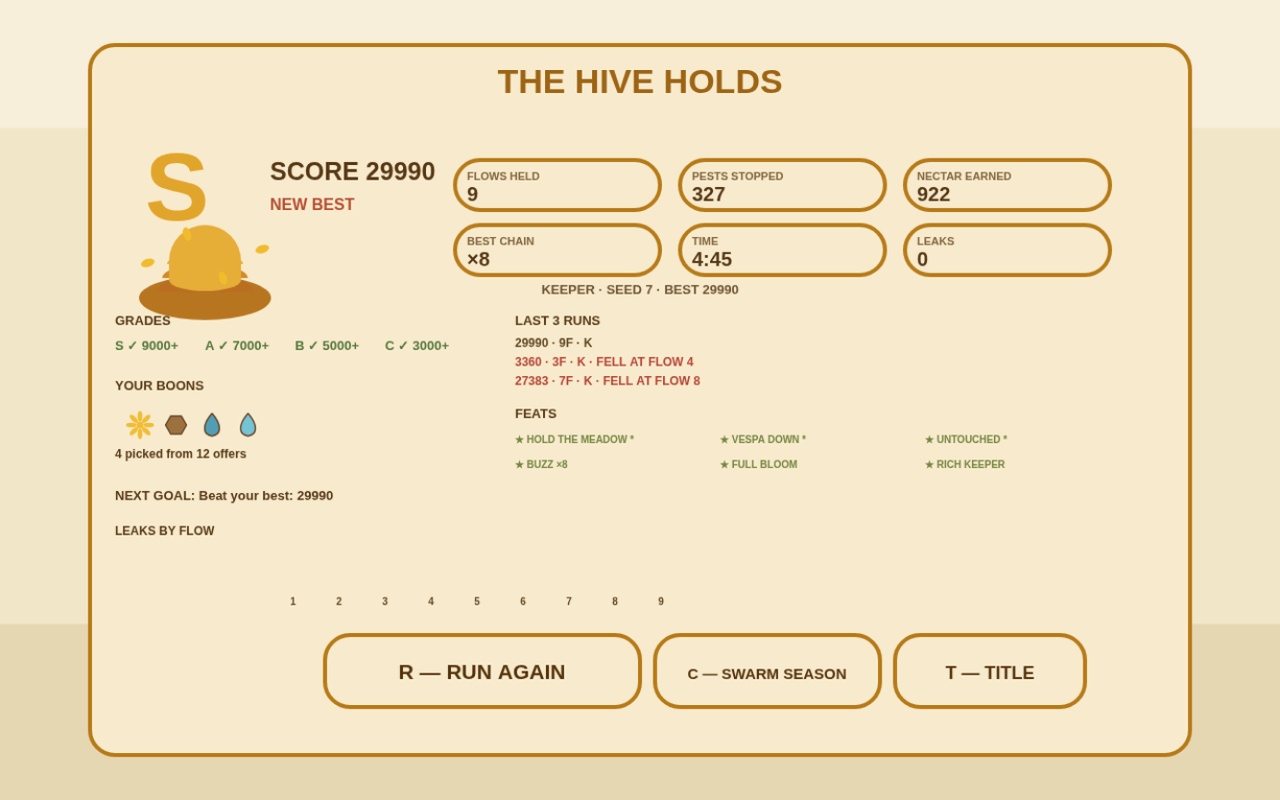 THE HIVE HOLDS
S
SCORE 29990
NEW BEST
FLOWS HELD
9
PESTS STOPPED
327
NECTAR EARNED
922
BEST CHAIN
×8
TIME
4:45
LEAKS
0
KEEPER · SEED 7 · BEST 29990
GRADES
S ✓ 9000+ A ✓ 7000+ B ✓ 5000+ C ✓ 3000+
YOUR BOONS
4 picked from 12 offers
NEXT GOAL: Beat your best: 29990
LAST 3 RUNS
29990 · 9F · K
3360 · 3F · K · FELL AT FLOW 4
27383 · 7F · K · FELL AT FLOW 8
FEATS
★ HOLD THE MEADOW * ★ VESPA DOWN * ★ UNTOUCHED *
★ BUZZ ×8 ★ FULL BLOOM ★ RICH KEEPER
LEAKS BY FLOW
1 2 3 4 5 6 7 8 9
R — RUN AGAIN
C — SWARM SEASON
T — TITLE